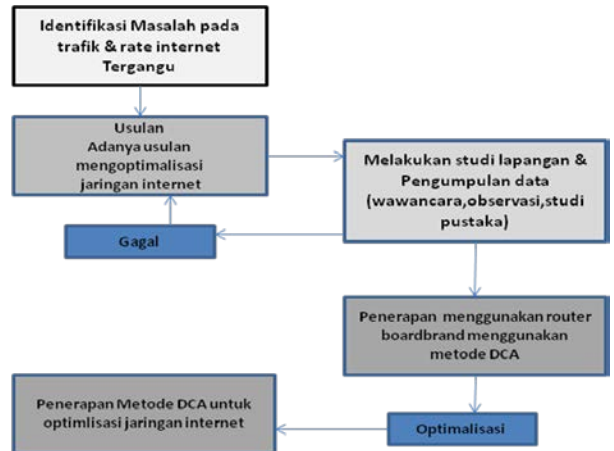 Identifikasi Masalah pada
trafik & rate internet
Tergangu
Usulan
Adanya usulan
mengoptimalisasi
jaringan internet
Melakukan studi lapangan &
Pengumpulan data
(wawancara,observasi,studi
pustaka)
Gagal
Penerapan menggunakan router
boardbrand menggunakan
metode DCA
Optimalisasi
Penerapan Metode DCA untuk
optimlisasi jaringan internet